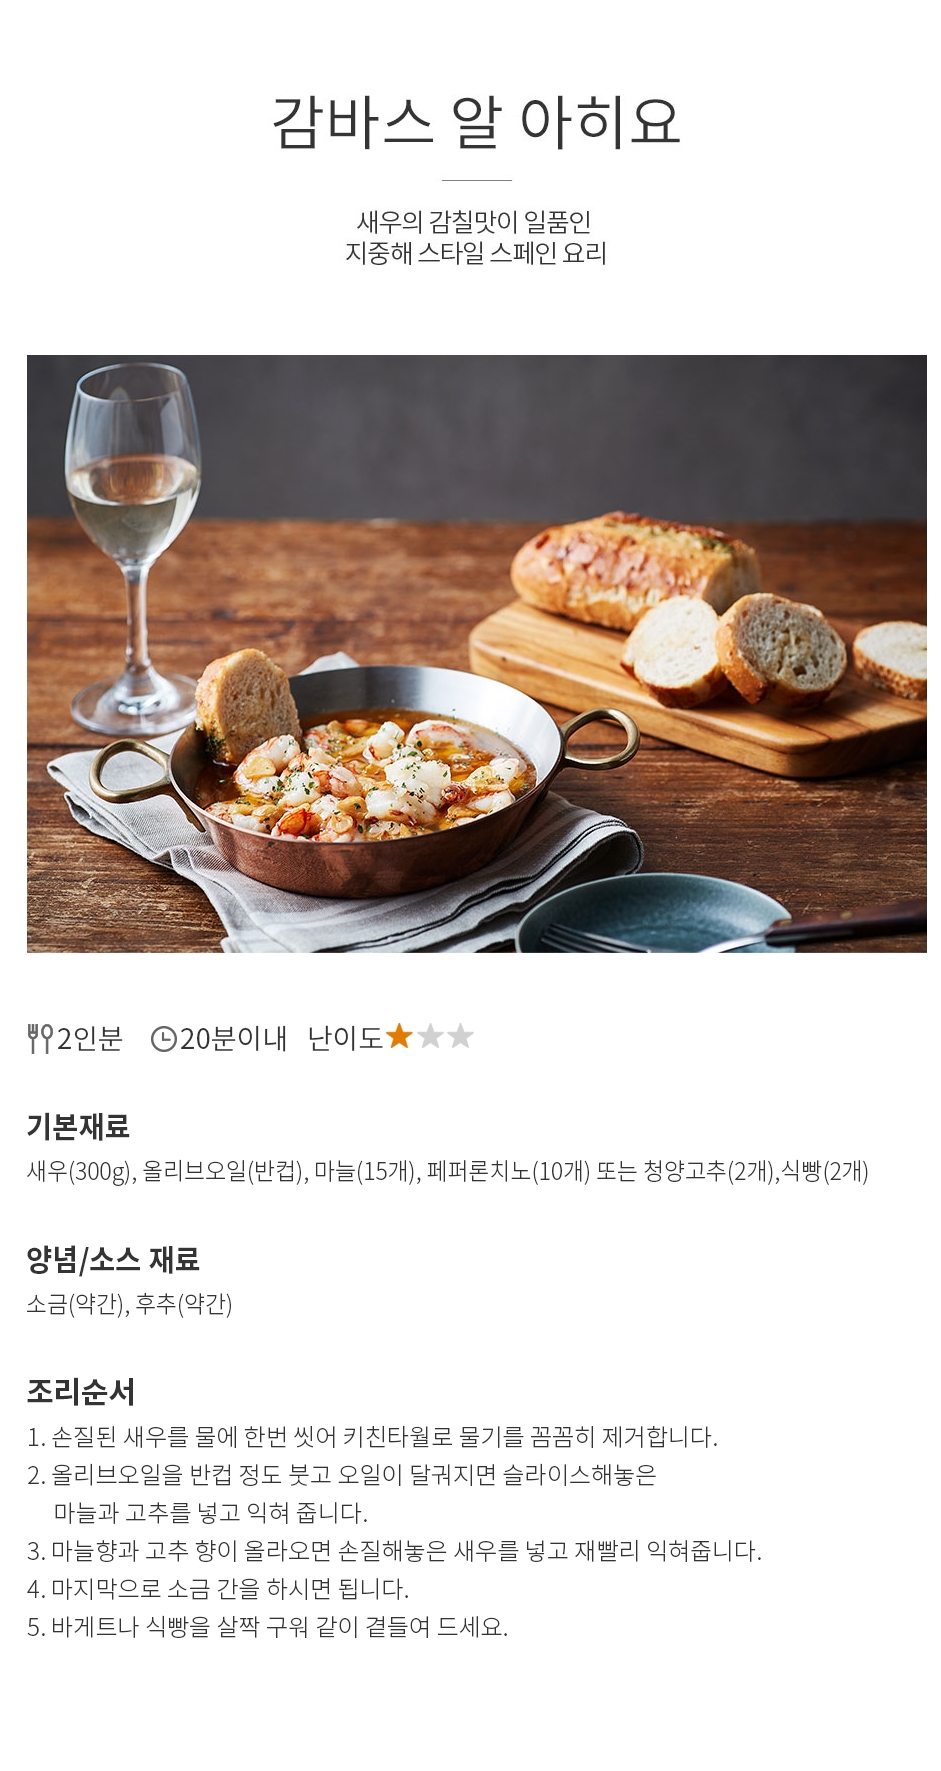 감바스 알 아히요
새우의 감칠맛이 일품인
지중해 스타일 스페인 요리
2인분 20분이내 난이도
기본재료
새우(300g), 올리브오일(반컵), 마늘(15개), 페퍼론치노(10개) 또는 청양고추(2개),식빵(2개)
양념/소스 재료
소금(약간), 후추(약간)
조리순서
1. 손질된 새우를 물에 한번 씻어 키친타월로 물기를 꼼꼼히 제거합니다.
2. 올리브오일을 반컵 정도 붓고 오일이 달궈지면 슬라이스해놓은
마늘과 고추를 넣고 익혀 줍니다.
3. 마늘향과 고추 향이 올라오면 손질해놓은 새우를 넣고 재빨리 익혀줍니다.
4. 마지막으로 소금 간을 하시면 됩니다.
5. 바게트나 식빵을 살짝 구워 같이 곁들여 드세요.